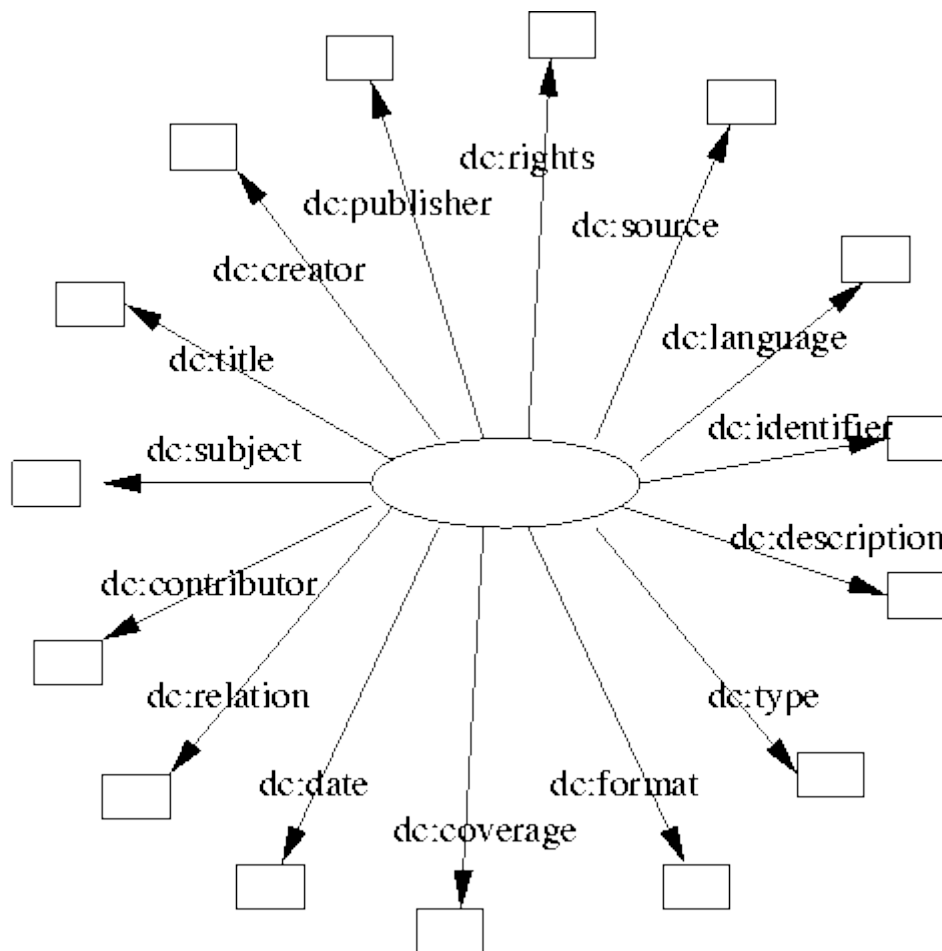 dc:rights
dc:publisher
dc:source
dc:creator
dc:language
dc:title
dc:identifier
dc:subject
dc:description
dc:contributor
dc:relation
dc:type
dc:date
dc:format
dc:coverage